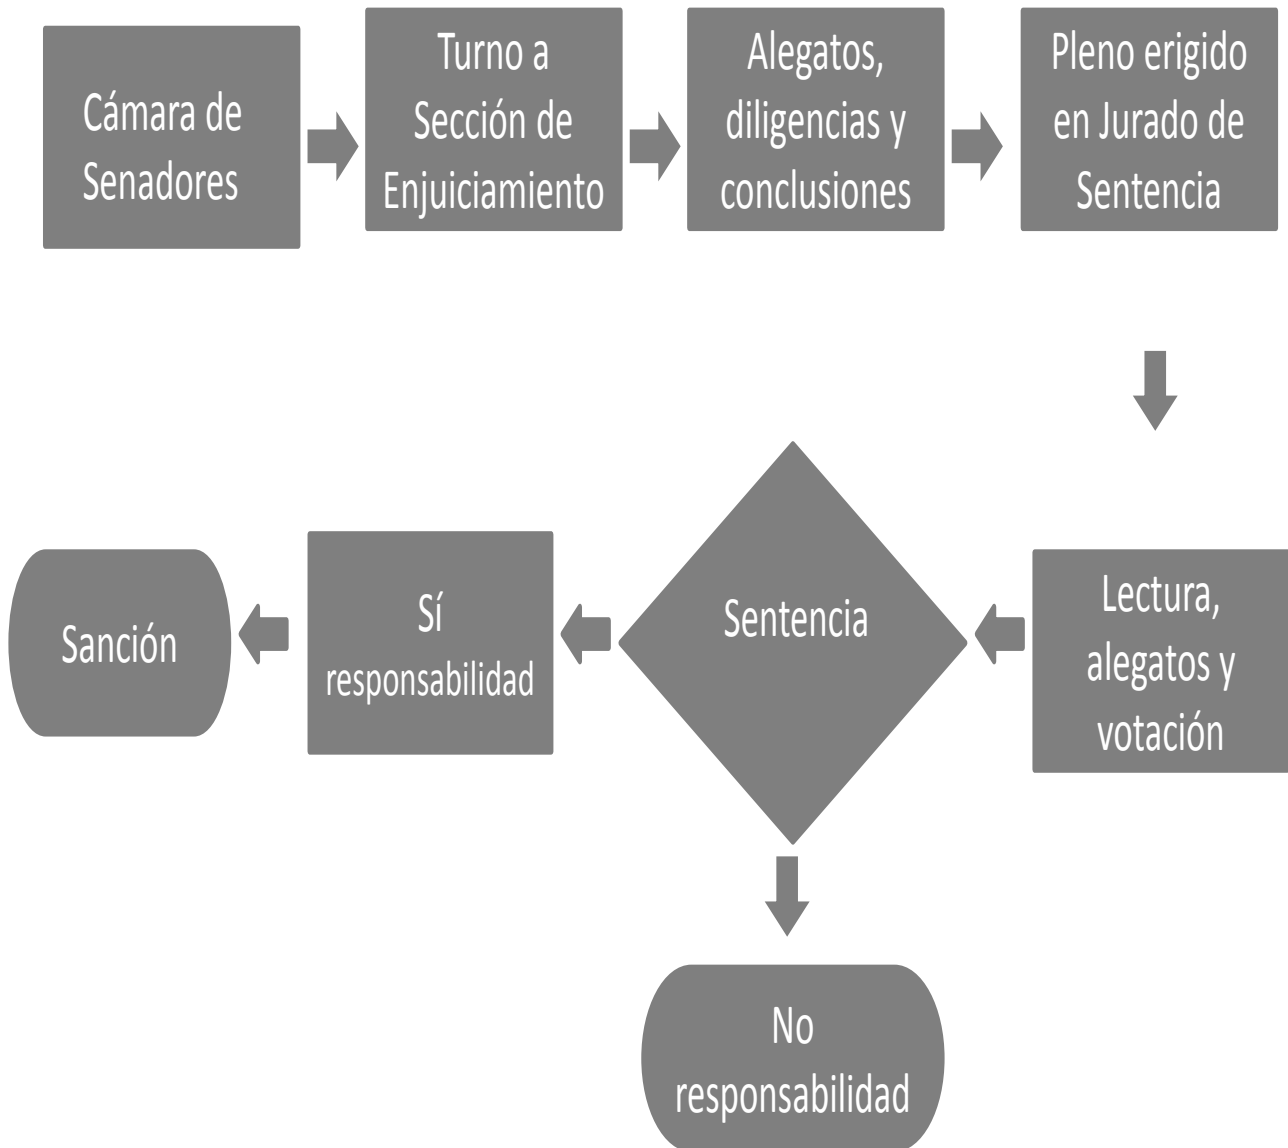 Cámara de
Senadores
Turno a
Sección de
Enjuiciamiento
Alegatos,
diligencias y
conclusiones
Pleno erigido
en Jurado de
Sentencia
Lectura,
alegatos y
votación
Sentencia
Sí
responsabilidad
Sanción
No
responsabilidad